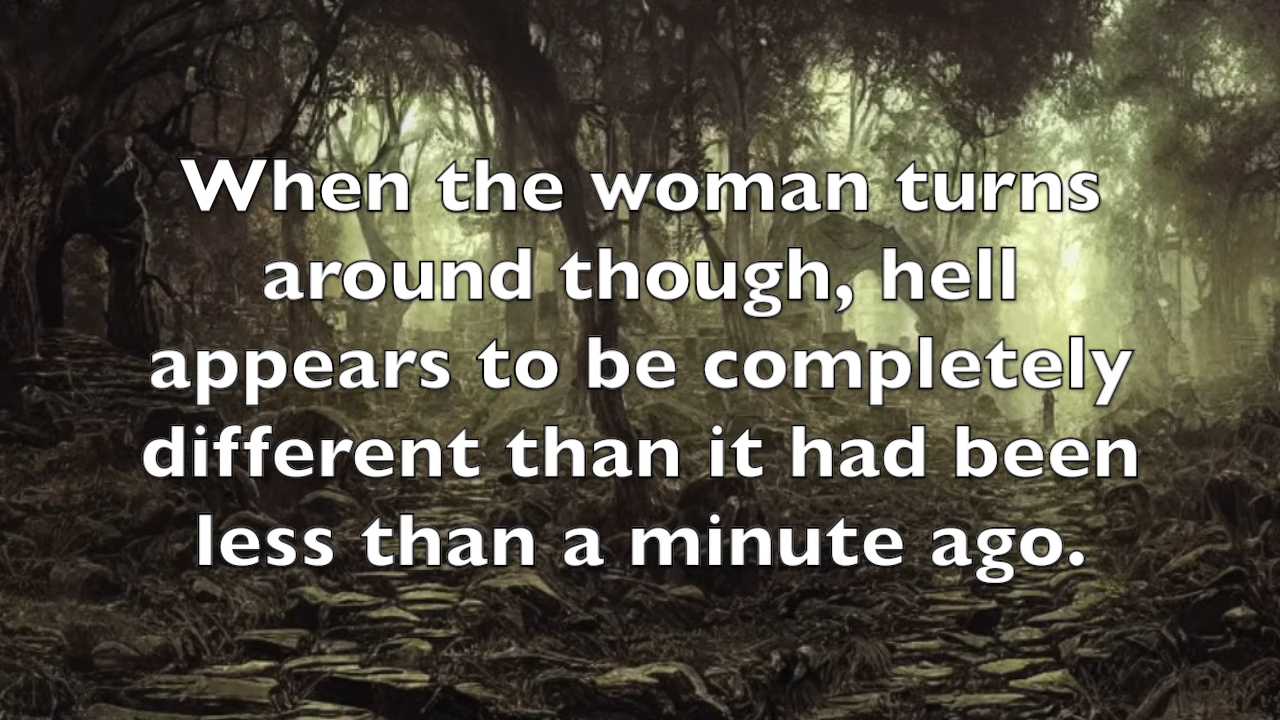 When the woman turns
around though, hell
appears to be completely
different than it had been
less than a minute ago.